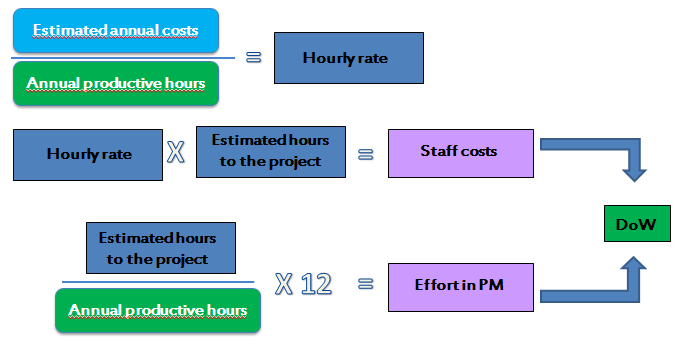 Estimated annual costs
=
Hourly rate
Annual productive hours
Hourly rate
X
Estimated hours
to the project
=
Staff costs
DoW
Estimated hours
to the project
X 12
=
Effort in PM
Annual productive hours